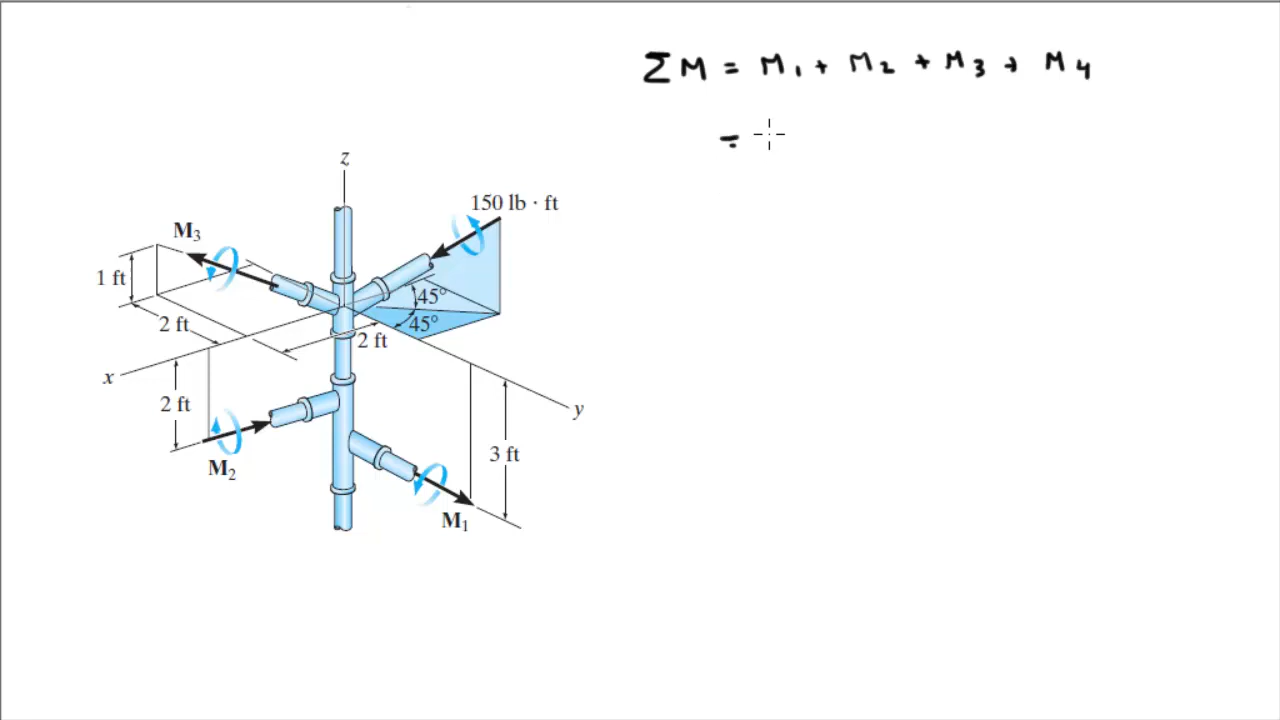 ΣM = M1 + M2 + M3 + M4
=
z
150 lb · ft
M3
1 ft
45°
2 ft
45°
2 ft
x
2 ft
y
3 ft
M2
M1